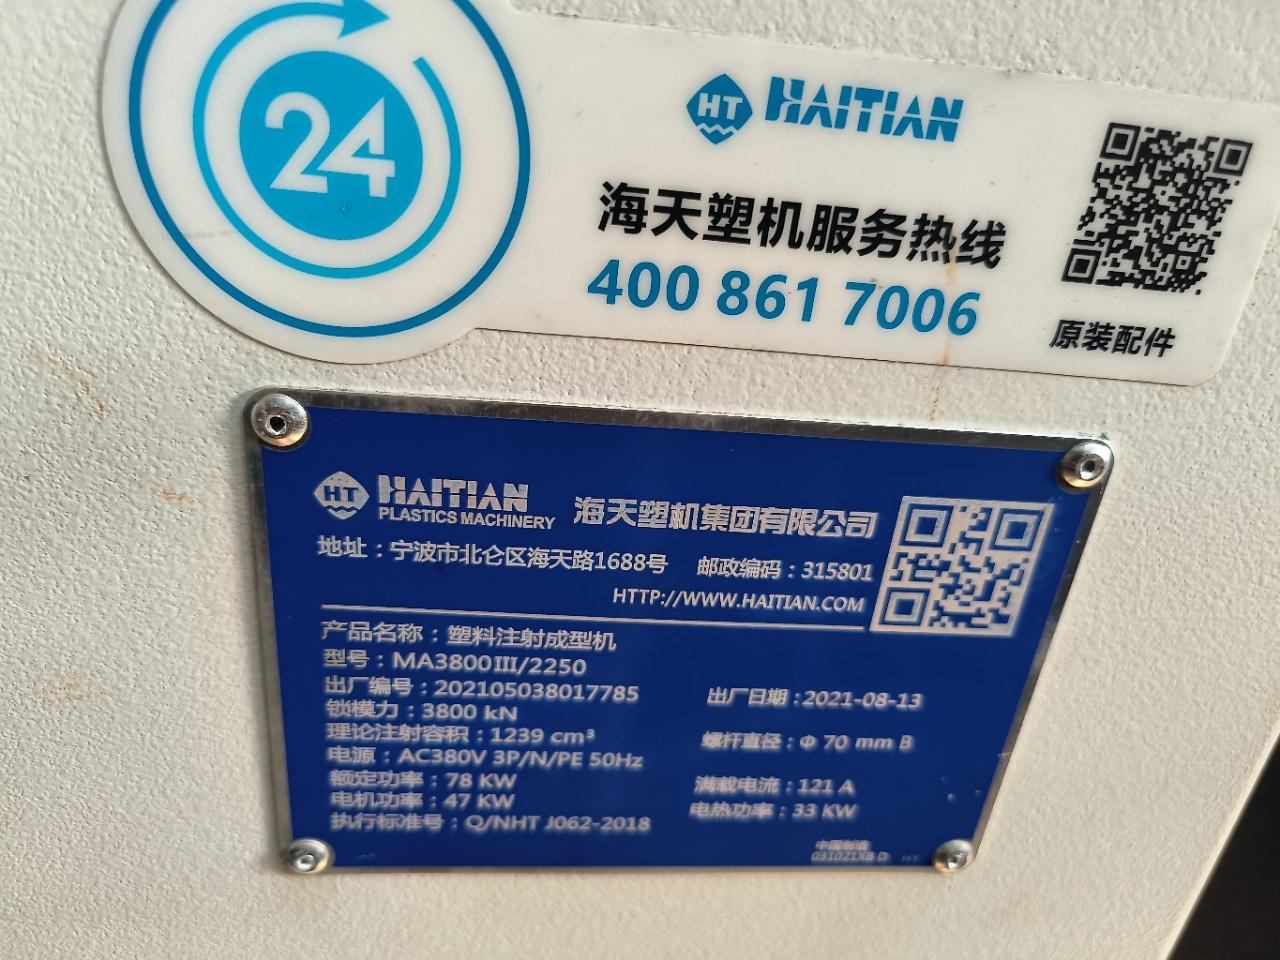 24
HT HAITIAN
海天塑机服务热线
400 861 7006
原装配件
HT HAITIAN
PLASTICS MACHINERY
海天塑机集团有限公司
地址：宁波市北仑区海天路1688号 邮政编码：315801
HTTP://WWW.HAITIAN.COM
产品名称：塑料注射成型机
型号：MA3800III/2250
出厂编号：202105038017785 出厂日期：2021-08-13
锁模力：3800 kN
理论注射容积：1239 cm³ 螺杆直径：Φ 70 mm B
电源：AC380V 3P/N/PE 50Hz
额定功率：78 KW 满载电流：121 A
电机功率：47 KW 电热功率：33 KW
执行标准号：Q/NHT J062-2018
中国制造